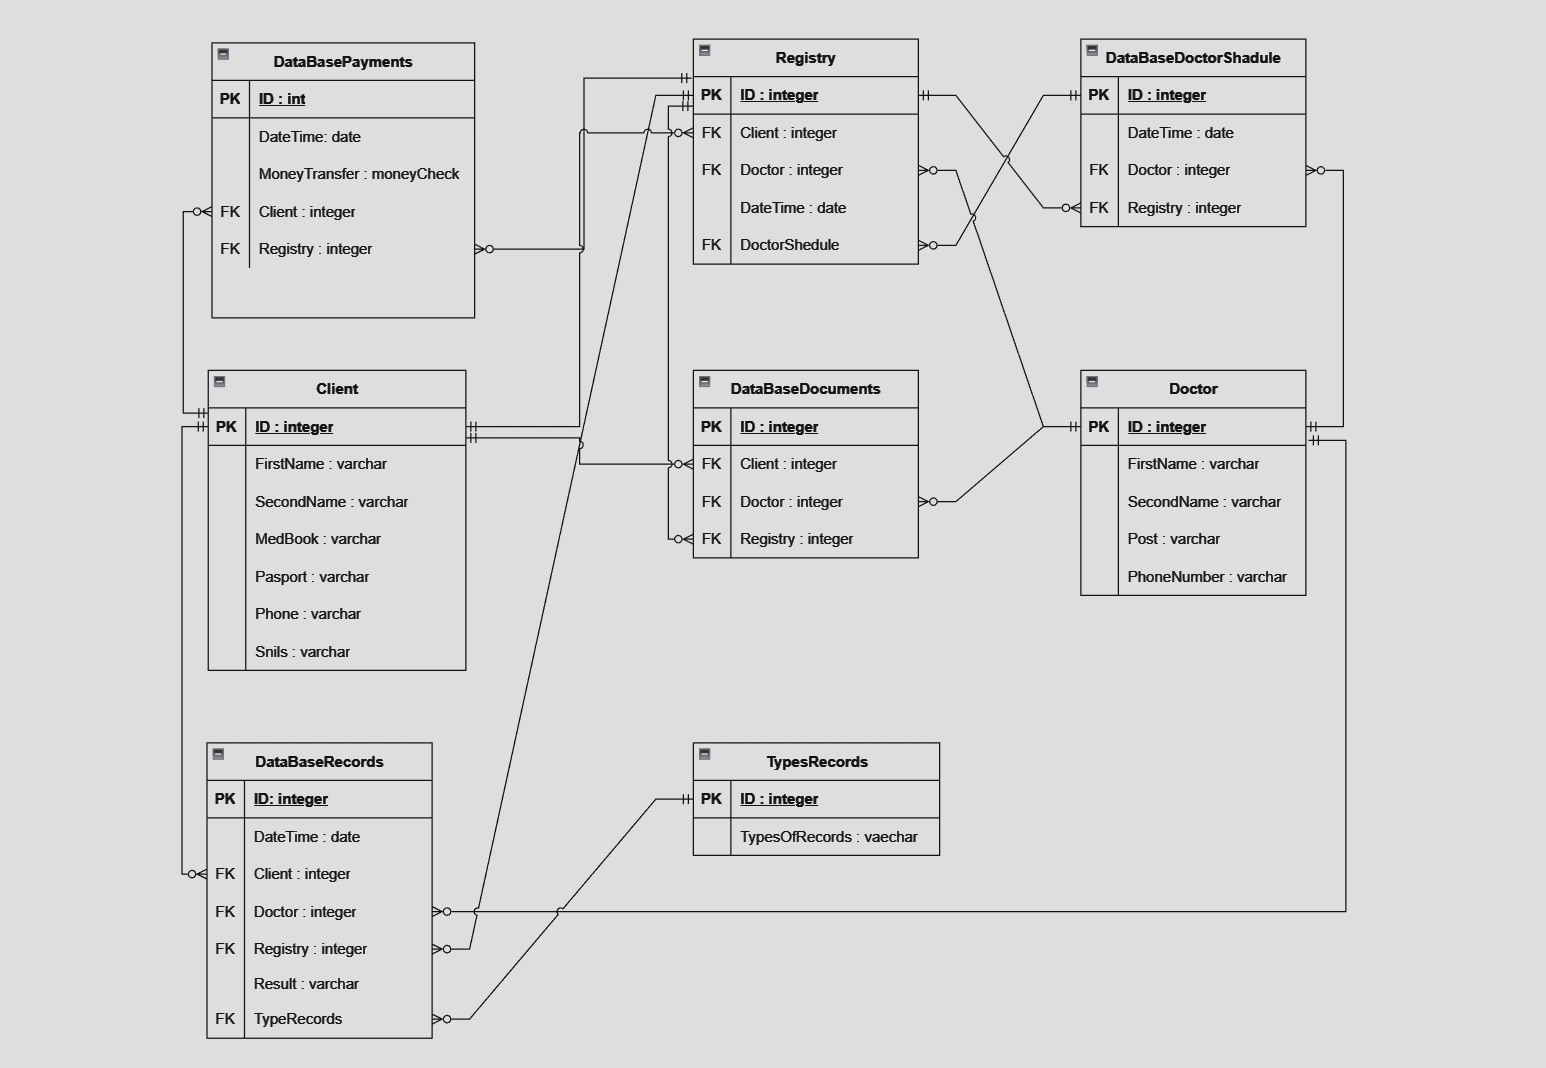 DataBasePayments
PK ID : int
DateTime: date
MoneyTransfer : moneyCheck
FK Client : integer
FK Registry : integer
Registry
PK ID : integer
FK Client : integer
FK Doctor : integer
DateTime : date
FK DoctorShedule
DataBaseDoctorShadule
PK ID : integer
DateTime : date
FK Doctor : integer
FK Registry : integer
Client
PK ID : integer
FirstName : varchar
SecondName : varchar
MedBook : varchar
Pasport : varchar
Phone : varchar
Snils : varchar
DataBaseDocuments
PK ID : integer
FK Client : integer
FK Doctor : integer
FK Registry : integer
Doctor
PK ID : integer
FirstName : varchar
SecondName : varchar
Post : varchar
PhoneNumber : varchar
DataBaseRecords
PK ID: integer
DateTime : date
FK Client : integer
FK Doctor : integer
FK Registry : integer
Result : varchar
FK TypeRecords
TypesRecords
PK ID : integer
TypesOfRecords : vaechar